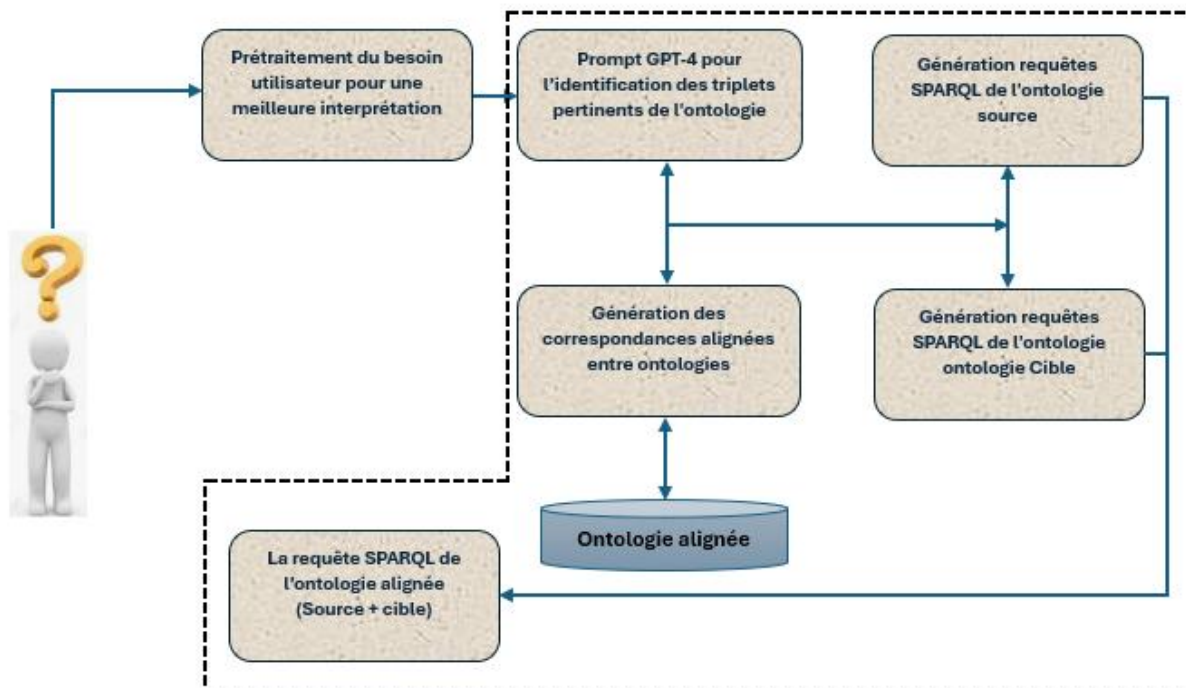 Prétraitement du besoin
utilisateur pour une
meilleure interprétation
Prompt GPT-4 pour
l'identification des triplets
pertinents de l'ontologie
Génération requêtes
SPARQL de l'ontologie
source
Génération des
correspondances alignées
entre ontologies
Génération requêtes
SPARQL de l'ontologie
ontologie Cible
Ontologie alignée
La requête SPARQL de
l'ontologie alignée
(Source + cible)